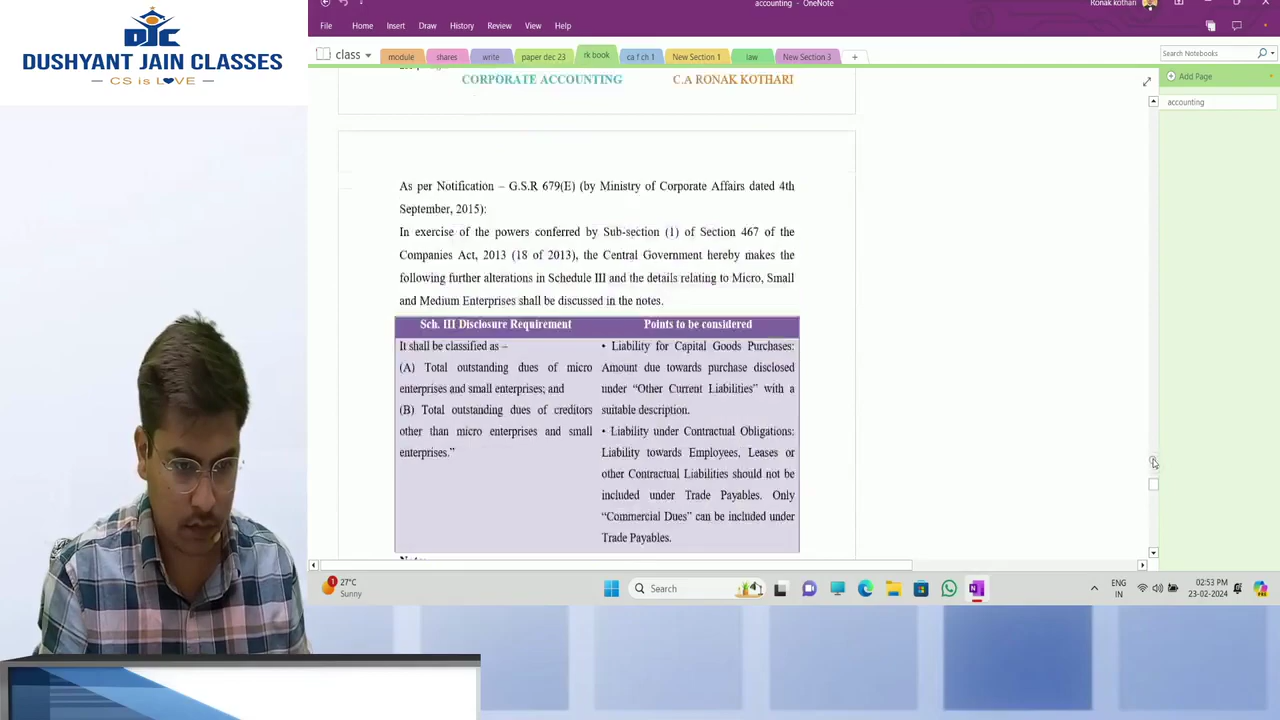 DUSHYANT JAIN CLASSES
CS is LOVE
accounting - OneNote
Ronak kothari
File Home Insert Draw History Review View Help
class module shares write paper dec 23 rk book ca f ch 1 New Section 1 law New Section 3 +
Search Notebooks
Add Page
accounting
CORPORATE ACCOUNTING C.A RONAK KOTHARI
As per Notification – G.S.R 679(E) (by Ministry of Corporate Affairs dated 4th
September, 2015):
In exercise of the powers conferred by Sub-section (1) of Section 467 of the
Companies Act, 2013 (18 of 2013), the Central Government hereby makes the
following further alterations in Schedule III and the details relating to Micro, Small
and Medium Enterprises shall be discussed in the notes.
Sch. III Disclosure Requirement
It shall be classified as –
(A) Total outstanding dues of micro
enterprises and small enterprises; and
(B) Total outstanding dues of creditors
other than micro enterprises and small
enterprises.”
Points to be considered
• Liability for Capital Goods Purchases:
Amount due towards purchase disclosed
under “Other Current Liabilities” with a
suitable description.
• Liability under Contractual Obligations:
Liability towards Employees, Leases or
other Contractual Liabilities should not be
included under Trade Payables. Only
“Commercial Dues” can be included under
Trade Payables.
1
27°C
Sunny
Search
ENG
IN
02:53 PM
23-02-2024